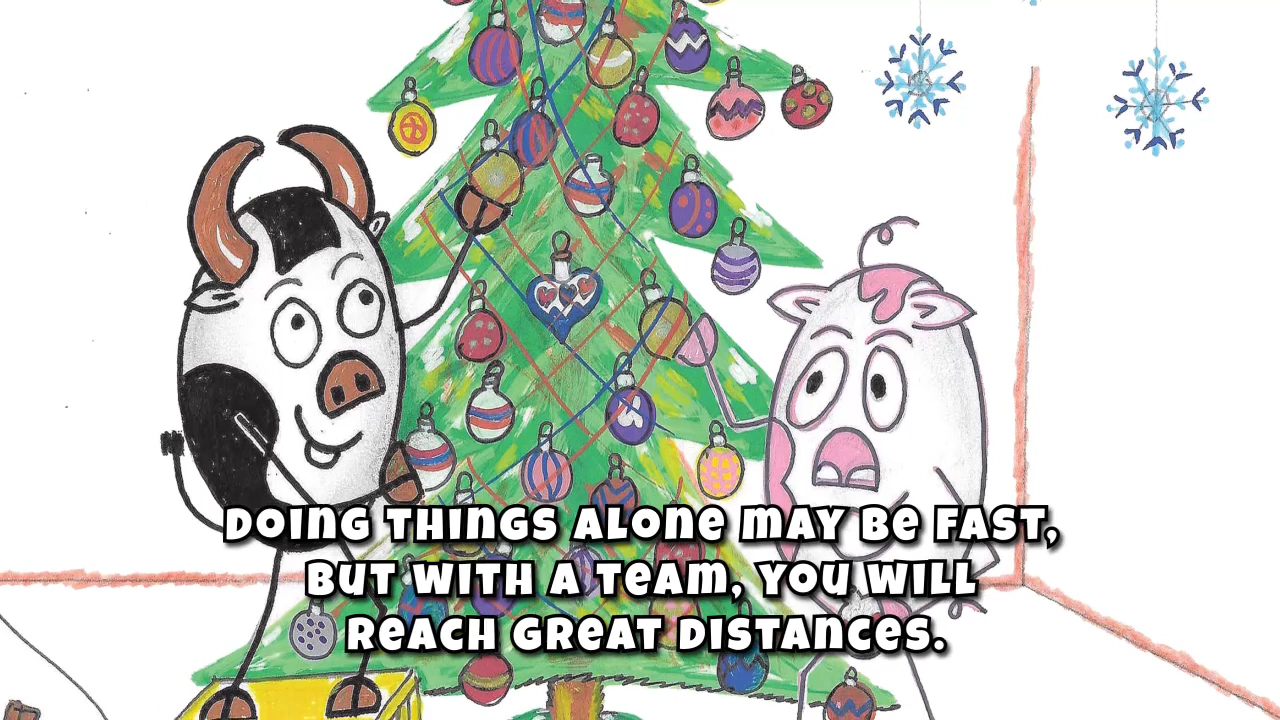 DOING THINGS ALONE MAY BE FAST,
BUT WITH A TEAM, YOU WILL
REACH GREAT DISTANCES.